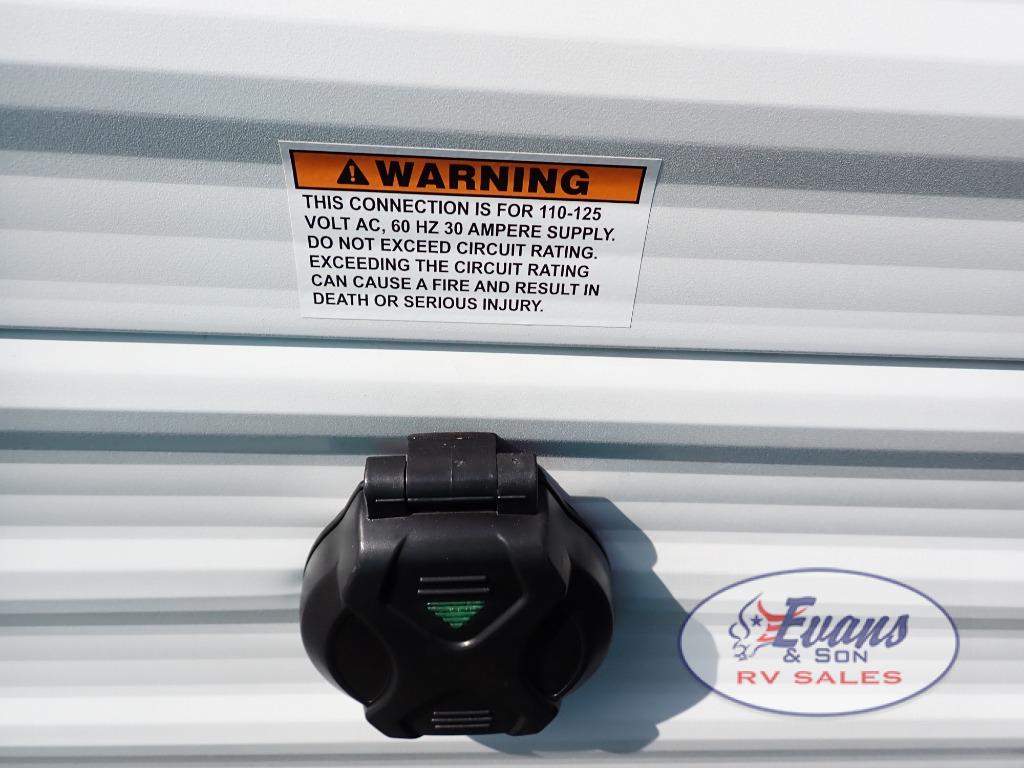 WARNING
THIS CONNECTION IS FOR 110-125
VOLT AC, 60 HZ 30 AMPERE SUPPLY.
DO NOT EXCEED CIRCUIT RATING.
EXCEEDING THE CIRCUIT RATING
CAN CAUSE A FIRE AND RESULT IN
DEATH OR SERIOUS INJURY.
Evans
& SON
RV SALES